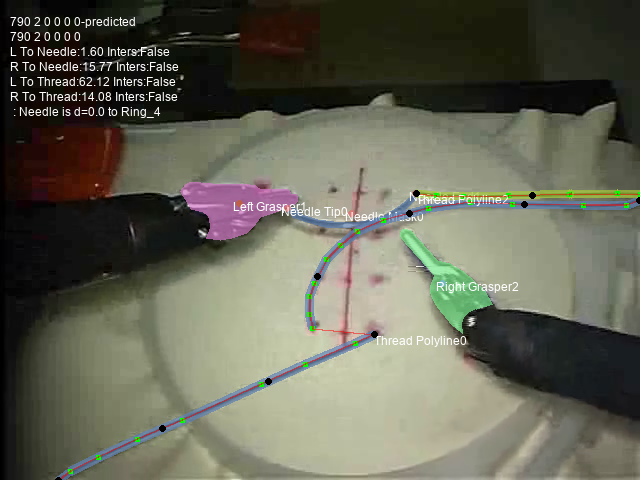 790 2 0 0 0 0-predicted
790 2 0 0 0 0
L To Needle:1.60 Inters:False
R To Needle:15.77 Inters:False
L To Thread:62.12 Inters:False
R To Thread:14.08 Inters:False
: Needle is d=0.0 to Ring_4
Thread Polyline2
Left Grasper1
Needle Tip0
Needle Mask0
Right Grasper2
Thread Polyline0